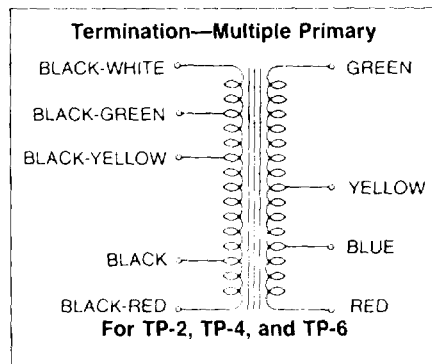 Termination—Multiple Primary
BLACK-WHITE
GREEN
BLACK-GREEN
BLACK-YELLOW
YELLOW
BLUE
BLACK
BLACK-RED
RED
For TP-2, TP-4, and TP-6